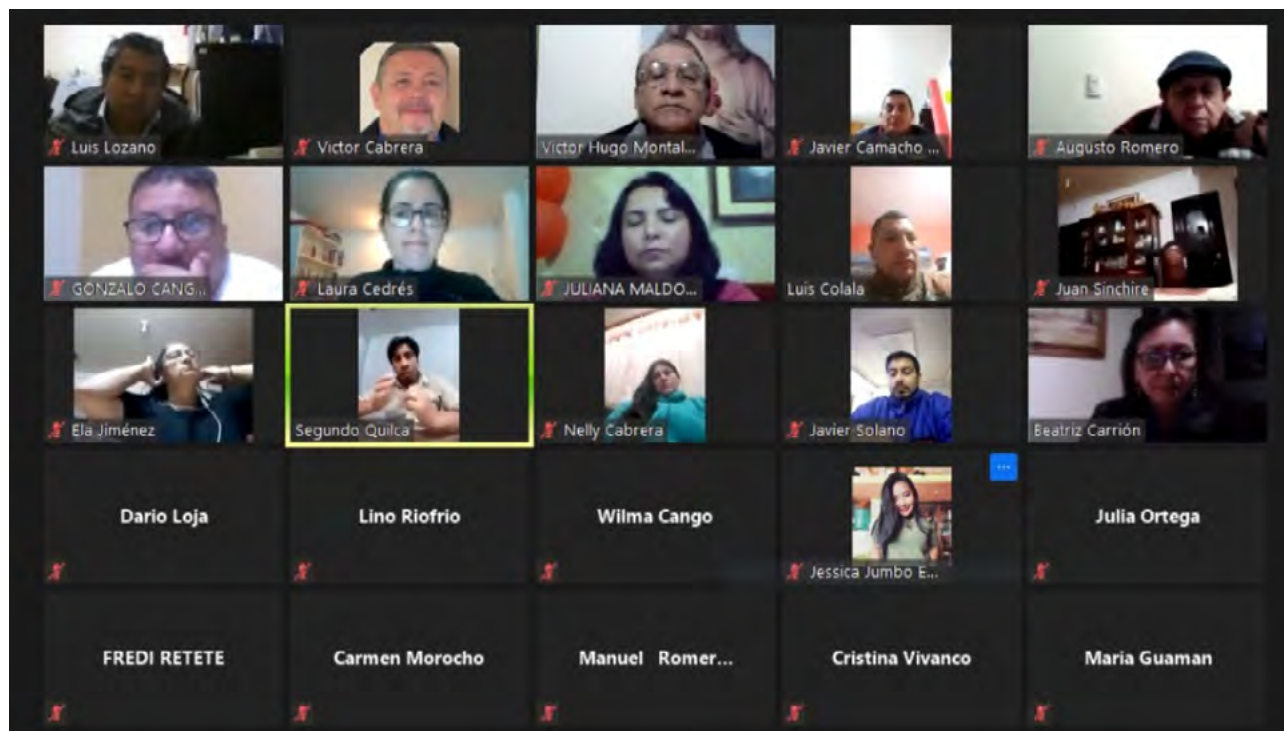 Luis Lozano
Victor Cabrera
Victor Hugo Montal...
Javier Camacho ...
Augusto Romero
GONZALO CANG...
Laura Cedrés
JULIANA MALDO...
Luis Colala
Juan Sinchire
Ela Jiménez
Segundo Quilca
Nelly Cabrera
Javier Solano
Beatriz Carrión
Dario Loja
Lino Riofrio
Wilma Cango
Jessica Jumbo E...
Julia Ortega
FREDI RETETE
Carmen Morocho
Manuel Romer...
Cristina Vivanco
Maria Guaman